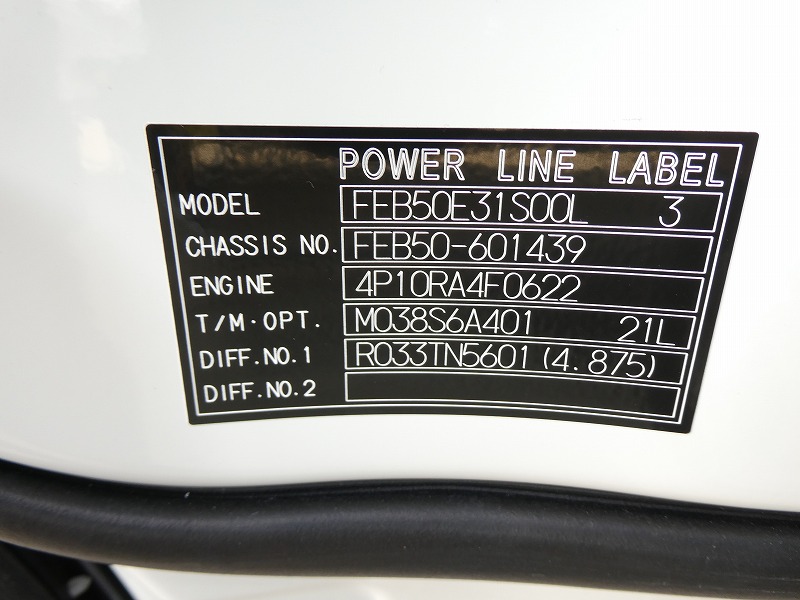 POWER LINE LABEL
MODEL FEB50E31S00L 3
CHASSIS NO. FEB50-601439
ENGINE 4P10RA4F0622
T/M·OPT. M038S6A401 21L
DIFF.NO.1 R033TN5601(4.875)
DIFF.NO.2